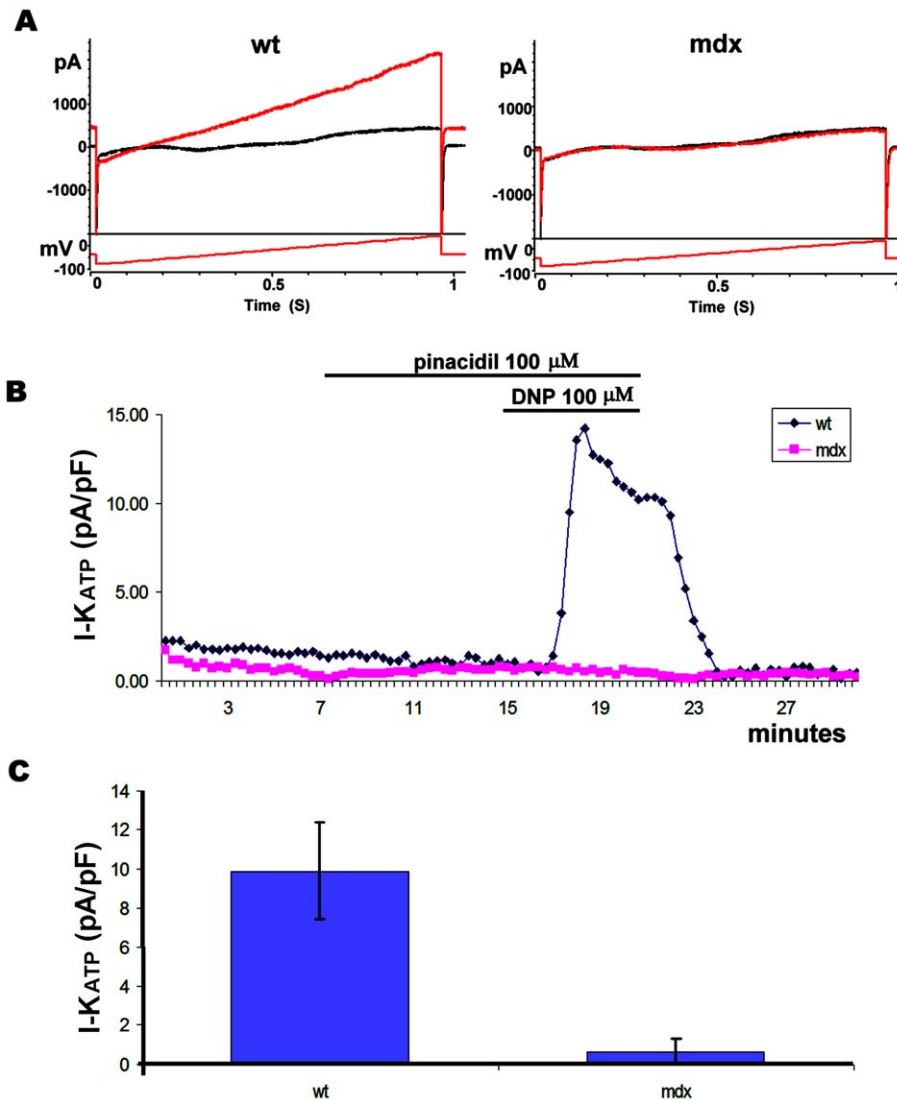 A
wt
mdx
pA
1000
0
-1000
mV
0
-100
0
0.5
1
Time (S)
pA
1000
0
-1000
mV
0
-100
0
0.5
1
Time (S)
pinacidil 100 μM
DNP 100 μM
B
I-KATP (pA/pF)
15.00
10.00
5.00
0.00
wt
mdx
3 7 11 15 19 23 27
minutes
C
I-KATP (pA/pF)
14
12
10
8
6
4
2
0
wt mdx